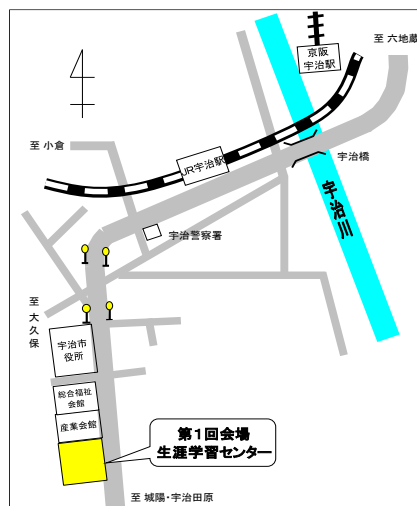 京阪
宇治駅
至 六地蔵
至 小倉
JR宇治駅
宇治橋
宇治川
宇治警察署
至 大久保
宇治市
役所
総合福祉
会館
産業会館
第1回会場
生涯学習センター
至 城陽・宇治田原